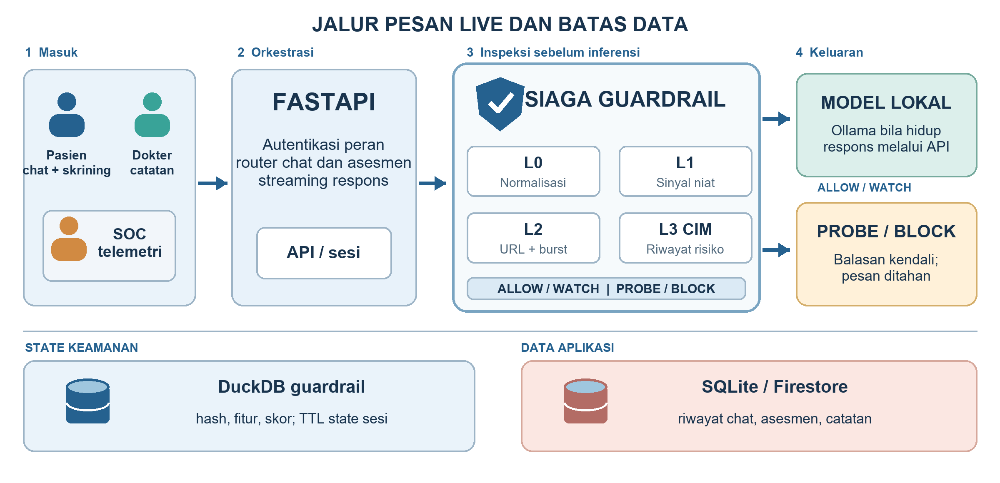 JALUR PESAN LIVE DAN BATAS DATA
1 Masuk
Pasien
chat + skrining
Dokter
catatan
SOC
telemetri
2 Orkestrasi
FASTAPI
Autentikasi peran
router chat dan asesmen
streaming respons
API / sesi
3 Inspeksi sebelum inferensi
SIAGA GUARDRAIL
L0
Normalisasi
L1
Sinyal niat
L2
URL + burst
L3 CIM
Riwayat risiko
ALLOW / WATCH | PROBE / BLOCK
4 Keluaran
MODEL LOKAL
Ollama bila hidup
respons melalui API
ALLOW / WATCH
PROBE / BLOCK
Balasan kendali;
pesan ditahan
STATE KEAMANAN
DuckDB guardrail
hash, fitur, skor; TTL state sesi
DATA APLIKASI
SQLite / Firestore
riwayat chat, asesmen, catatan